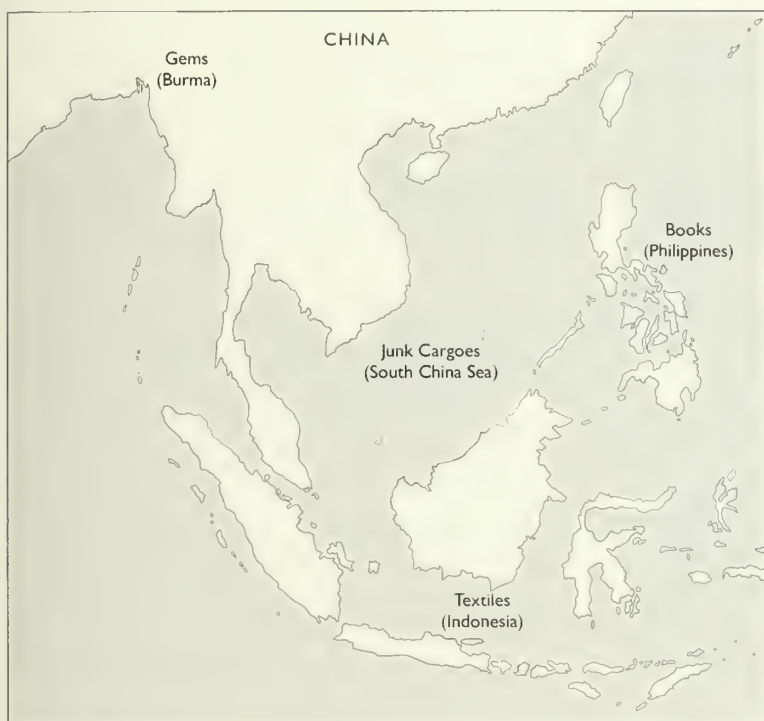 CHINA
Gems
(Burma)
Books
(Philippines)
Junk Cargoes
(South China Sea)
Textiles
(Indonesia)